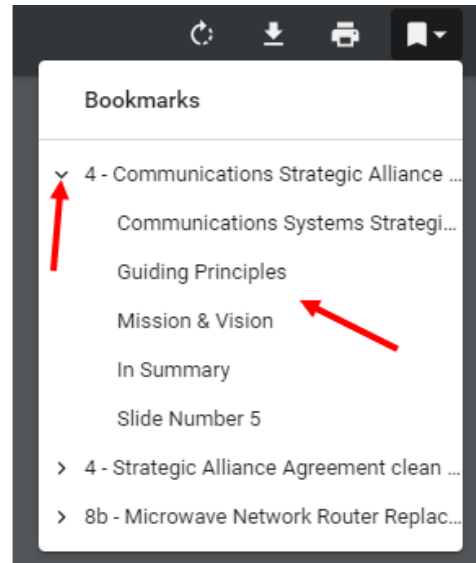 Bookmarks
4 - Communications Strategic Alliance ...
Communications Systems Strategi...
Guiding Principles
Mission & Vision
In Summary
Slide Number 5
4 - Strategic Alliance Agreement clean ...
8b - Microwave Network Router Replac...